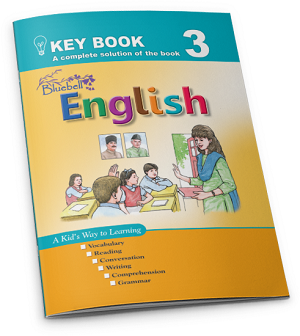 KEY BOOK 3
A complete solution of the book
Bluebell
English
A Kid's Way to Learning
Vocabulary
Reading
Conversation
Writing
Comprehension
Grammar